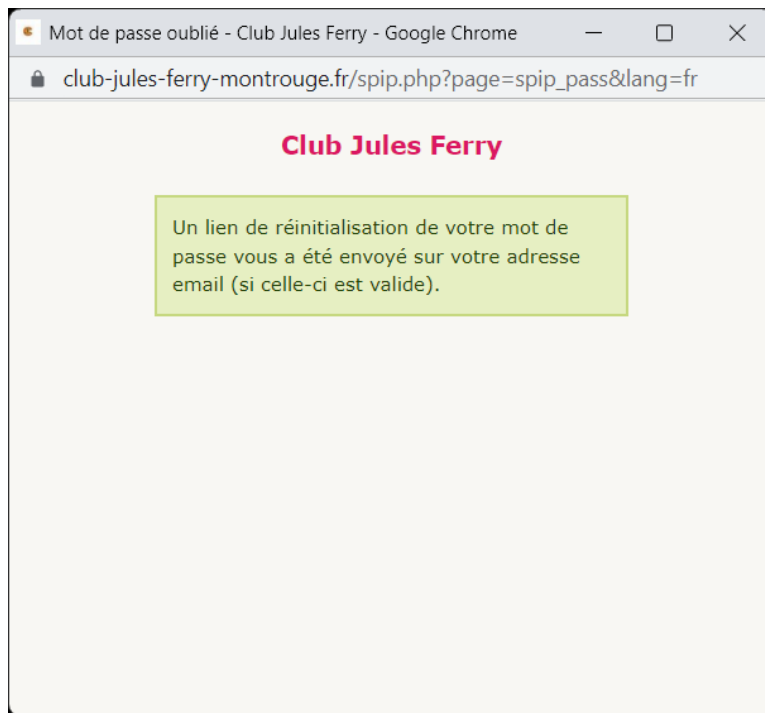 Mot de passe oublié - Club Jules Ferry - Google Chrome
club-jules-ferry-montrouge.fr/spip.php?page=spip_pass&lang=fr
Club Jules Ferry
Un lien de réinitialisation de votre mot de
passe vous a été envoyé sur votre adresse
email (si celle-ci est valide).